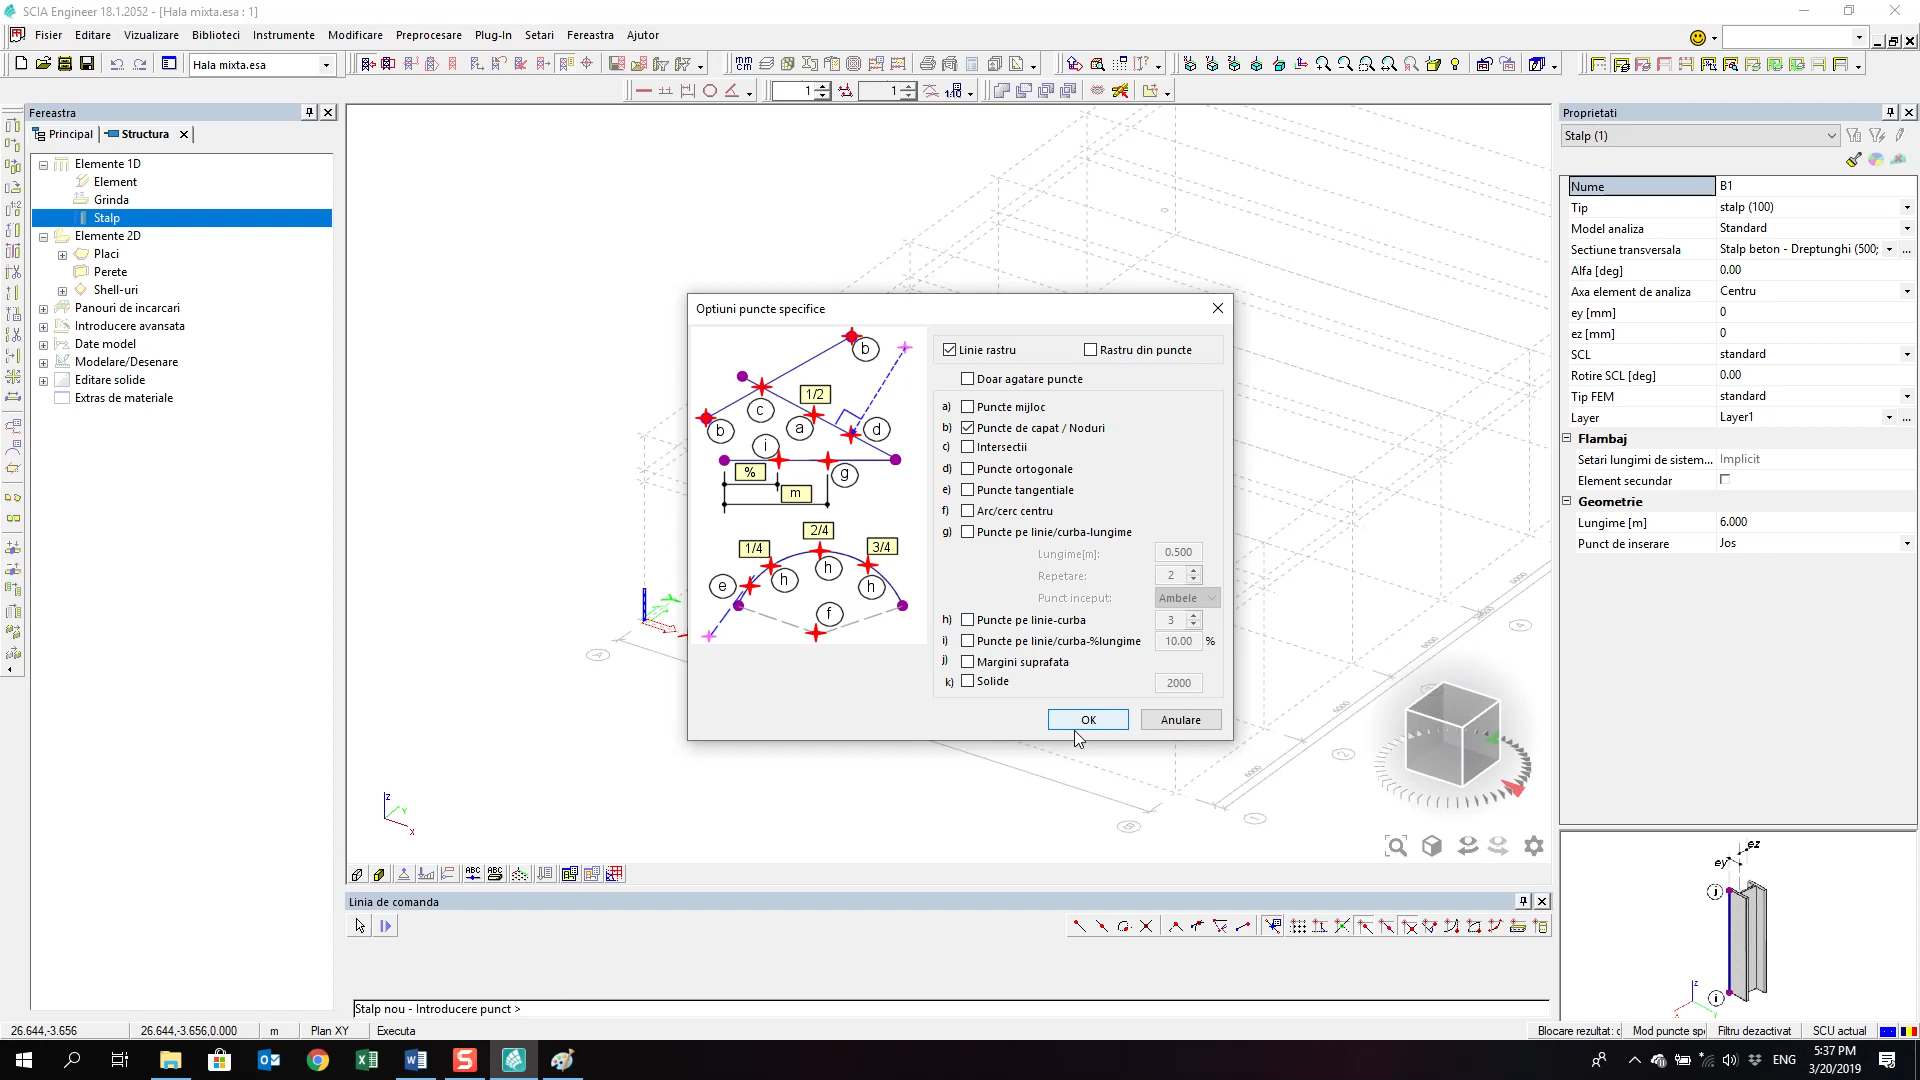 SCIA Engineer 18.1.2052 - [Hala mixta.esa : 1]
Fisier Editare Vizualizare Biblioteci Instrumente Modificare Preprocesare Plug-In Setari Fereastra Ajutor
Hala mixta.esa
1 1
Fereastra
Principal Structura
Elemente 1D
Element
Grinda
Stalp
Elemente 2D
Placi
Perete
Shell-uri
Panouri de incarcari
Introducere avansata
Date model
Modelare/Desenare
Editare solide
Extras de materiale
Optiuni puncte specifice
Linie rastru Rastru din puncte
Doar agatare puncte
a) Puncte mijloc
b) Puncte de capat / Noduri
c) Intersectii
d) Puncte ortogonale
e) Puncte tangentiale
f) Arc/cerc centru
g) Puncte pe linie/curba-lungime
Lungime[m]: 0.500
Repetare: 2
Punct inceput: Ambele
h) Puncte pe linie-curba 3
i) Puncte pe linie/curba-%lungime 10.00 %
j) Margini suprafata
k) Solide 2000
OK Anulare
b
1/2
c
b a d
i
% g
m
2/4
1/4 3/4
h
e h h
f
A
B
1
2
4
6000
6000
6000
Z
Y
X
Proprietati
Stalp (1)
Nume B1
Tip stalp (100)
Model analiza Standard
Sectiune transversala Stalp beton - Dreptunghi (500;
Alfa [deg] 0.00
Axa element de analiza Centru
ey [mm] 0
ez [mm] 0
SCL standard
Rotire SCL [deg] 0.00
Tip FEM standard
Layer Layer1
Flambaj
Setari lungimi de sistem... Implicit
Element secundar
Geometrie
Lungime [m] 6.000
Punct de inserare Jos
ez
ey
j
z
i
x y
Linia de comanda
Stalp nou - Introducere punct >
26.644,-3.656 26.644,-3.656,0.000 m Plan XY Executa
Blocare rezultat: c Mod puncte sp Filtru dezactivat SCU actual
ENG
5:37 PM
3/20/2019